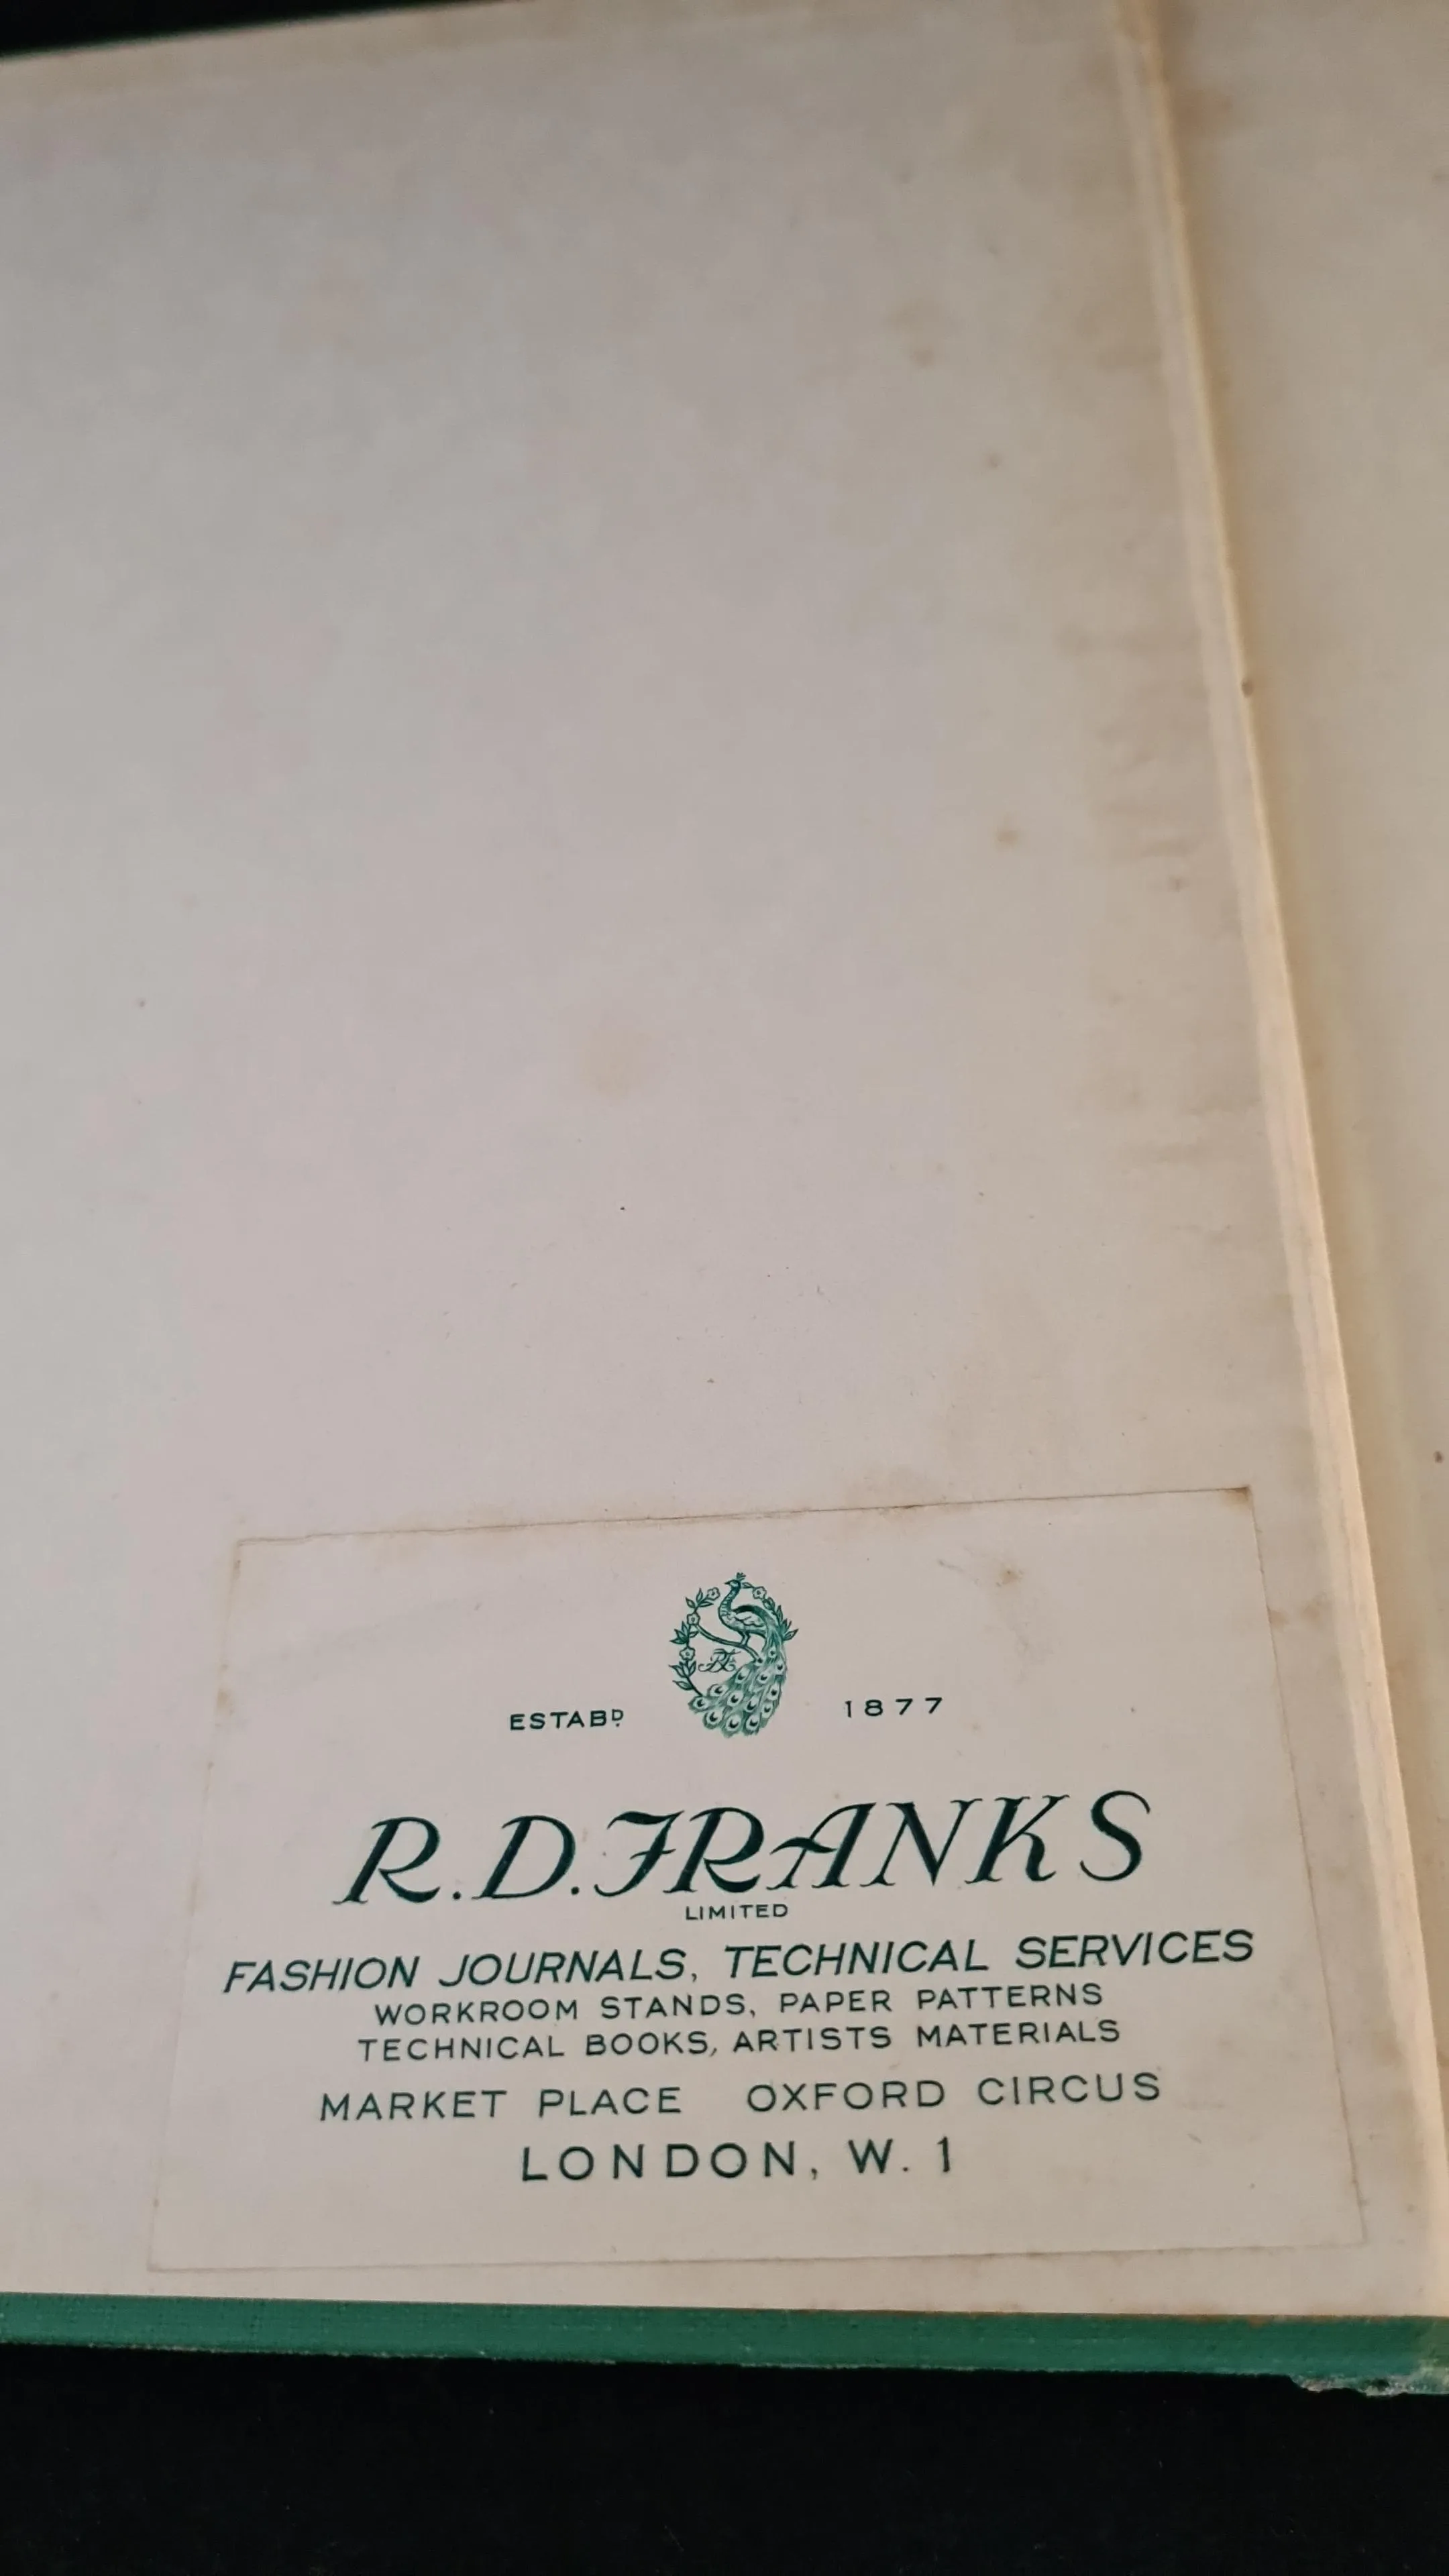 ESTABD 1877
R.D. FRANKS
LIMITED
FASHION JOURNALS, TECHNICAL SERVICES
WORKROOM STANDS, PAPER PATTERNS
TECHNICAL BOOKS, ARTISTS MATERIALS
MARKET PLACE OXFORD CIRCUS
LONDON, W. 1